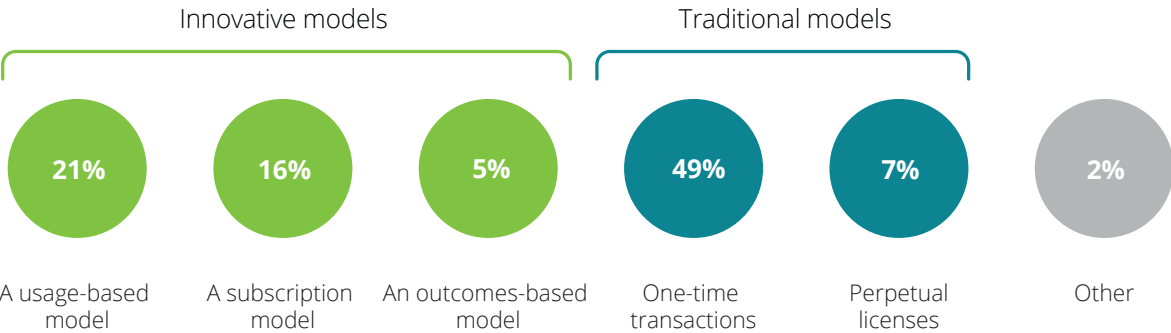 Innovative models
Traditional models
21%
16%
5%
49%
7%
2%
A usage-based
model
A subscription
model
An outcomes-based
model
One-time
transactions
Perpetual
licenses
Other